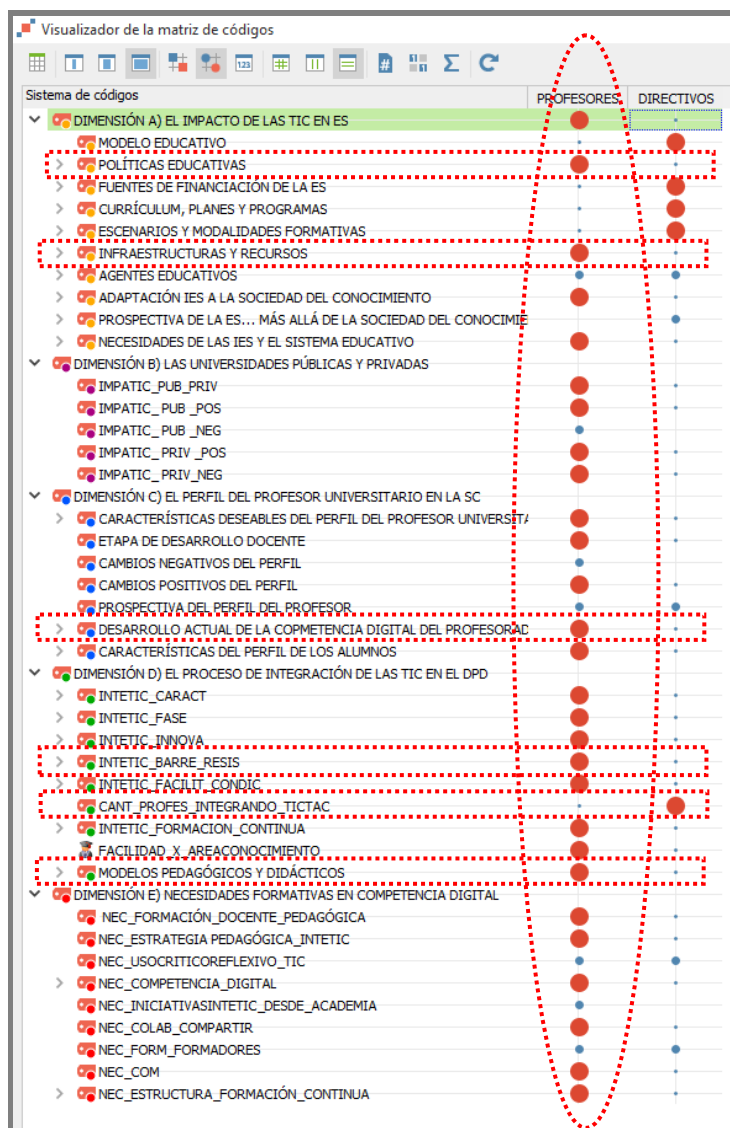 Visualizador de la matriz de códigos
123
Sistema de códigos PROFESORES DIRECTIVOS
DIMENSIÓN A) EL IMPACTO DE LAS TIC EN ES
MODELO EDUCATIVO
POLÍTICAS EDUCATIVAS
FUENTES DE FINANCIACIÓN DE LA ES
CURRÍCULUM, PLANES Y PROGRAMAS
ESCENARIOS Y MODALIDADES FORMATIVAS
INFRAESTRUCTURAS Y RECURSOS
AGENTES EDUCATIVOS
ADAPTACIÓN IES A LA SOCIEDAD DEL CONOCIMIENTO
PROSPECTIVA DE LA ES... MÁS ALLÁ DE LA SOCIEDAD DEL CONOCIMIE
NECESIDADES DE LAS IES Y EL SISTEMA EDUCATIVO
DIMENSIÓN B) LAS UNIVERSIDADES PÚBLICAS Y PRIVADAS
IMPATIC_PUB_PRIV
IMPATIC_ PUB _POS
IMPATIC_ PUB _NEG
IMPATIC_ PRIV _POS
IMPATIC_ PRIV_NEG
DIMENSIÓN C) EL PERFIL DEL PROFESOR UNIVERSITARIO EN LA SC
CARACTERÍSTICAS DESEABLES DEL PERFIL DEL PROFESOR UNIVERSITA
ETAPA DE DESARROLLO DOCENTE
CAMBIOS NEGATIVOS DEL PERFIL
CAMBIOS POSITIVOS DEL PERFIL
PROSPECTIVA DEL PERFIL DEL PROFESOR
DESARROLLO ACTUAL DE LA COPMETENCIA DIGITAL DEL PROFESORAD
CARACTERÍSTICAS DEL PERFIL DE LOS ALUMNOS
DIMENSIÓN D) EL PROCESO DE INTEGRACIÓN DE LAS TIC EN EL DPD
INTETIC_CARACT
INTETIC_FASE
INTETIC_INNOVA
INTETIC_BARRE_RESIS
INTETIC_FACILIT_CONDIC
CANT_PROFES_INTEGRANDO_TICTAC
INTETIC_FORMACION_CONTINUA
FACILIDAD_X_AREACONOCIMIENTO
MODELOS PEDAGÓGICOS Y DIDÁCTICOS
DIMENSIÓN E) NECESIDADES FORMATIVAS EN COMPETENCIA DIGITAL
NEC_FORMACIÓN_DOCENTE_PEDAGÓGICA
NEC_ESTRATEGIA PEDAGÓGICA_INTETIC
NEC_USOCRITICOREFLEXIVO_TIC
NEC_COMPETENCIA_DIGITAL
NEC_INICIATIVASINTETIC_DESDE_ACADEMIA
NEC_COLAB_COMPARTIR
NEC_FORM_FORMADORES
NEC_COM
NEC_ESTRUCTURA_FORMACIÓN_CONTINUA